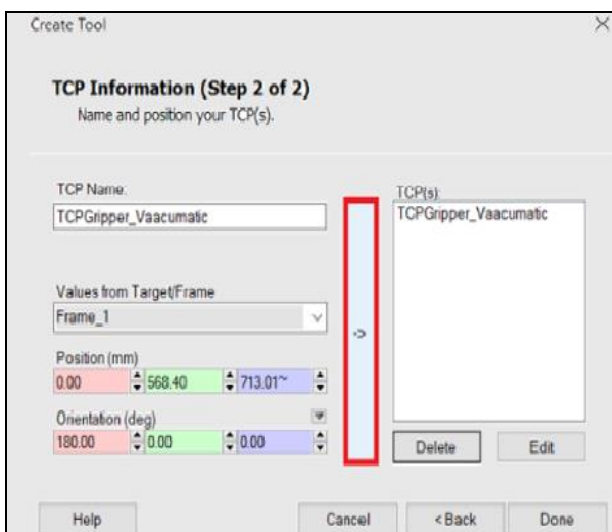 Create Tool
TCP Information (Step 2 of 2)
Name and position your TCP(s).
TCP Name:
TCPGripper_Vaacumatic
Values from Target/Frame
Frame_1
Position (mm)
0.00 568.40 713.01~
Orientation (deg)
180.00 0.00 0.00
->
TCP(s):
TCPGripper_Vaacumatic
Delete Edit
Help Cancel <Back Done